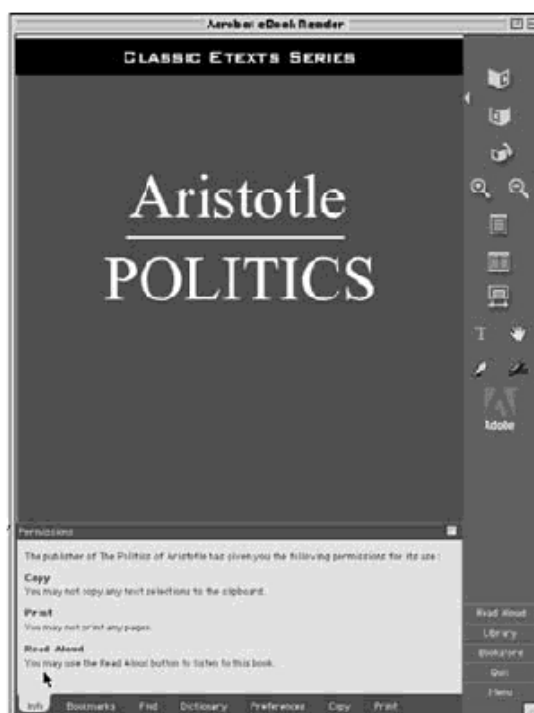 Acrobat eBook Reader
CLASSIC ETEXTS SERIES
Aristotle
POLITICS
T
Adobe
Permissions
The publisher of The Politics of Aristotle has given you the following permissions for its use:
Copy
You may not copy any text selections to the clipboard.
Print
You may not print any pages.
Read Aloud
You may use the Read Aloud button to listen to this book.
Read Aloud
Library
Bookstore
Quit
Menu
Info Bookmarks Find Dictionary Preferences Copy Print